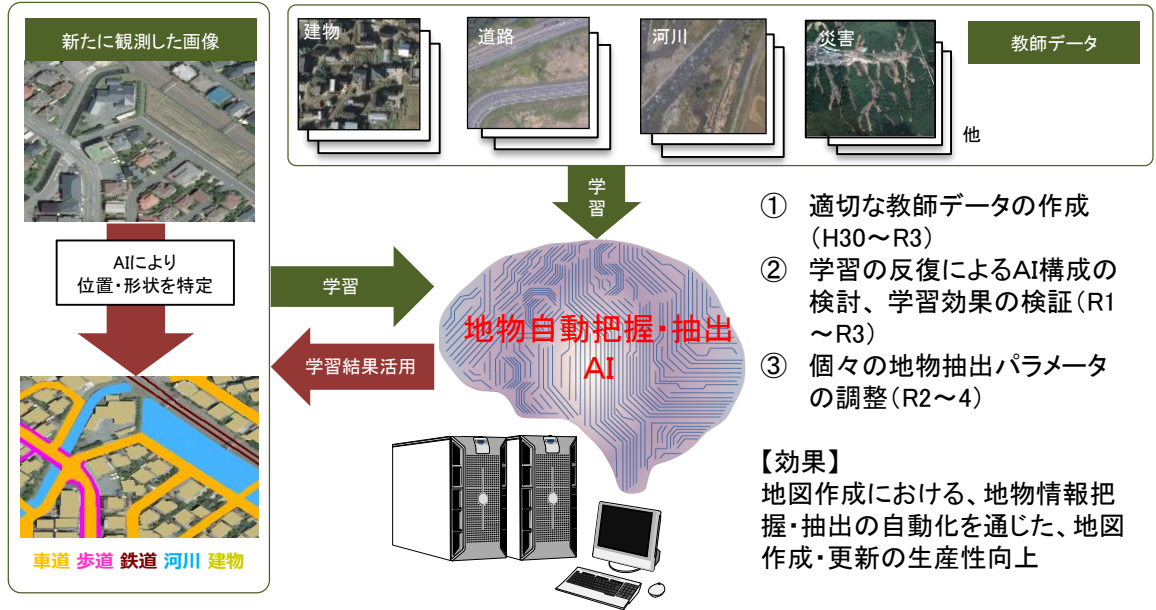 新たに観測した画像
AIにより
位置・形状を特定
車道 歩道 鉄道 河川 建物
建物
道路
河川
災害
他
教師データ
学
習
学習
学習結果活用
地物自動把握・抽出
AI
① 適切な教師データの作成
(H30～R3)
② 学習の反復によるAI構成の
検討、学習効果の検証(R1
～R3)
③ 個々の地物抽出パラメータ
の調整(R2～4)
【効果】
地図作成における、地物情報把
握・抽出の自動化を通じた、地図
作成・更新の生産性向上